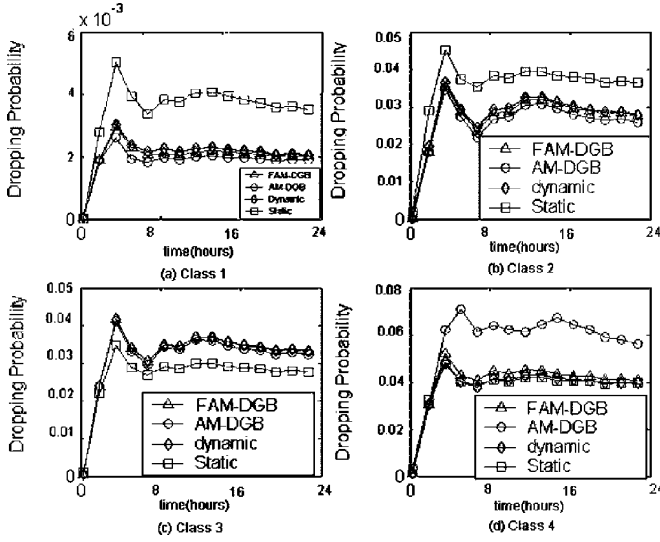 x 10 -3
6
4
2
0
Dropping Probability
0 8 16 24
time(hours)
FAM-DGB
AM-DGB
Dynamic
Static
(a) Class 1
0.05
0.04
0.03
0.02
0.01
0
Dropping Probability
0 8 16 24
time(hours)
FAM-DGB
AM-DGB
dynamic
Static
(b) Class 2
0.05
0.04
0.03
0.02
0.01
0
Dropping Probability
0 8 16 24
time(hours)
FAM-DGB
AM-DGB
dynamic
Static
(c) Class 3
0.08
0.06
0.04
0.02
0
Dropping Probability
0 8 16 24
time(hours)
FAM-DGB
AM-DGB
dynamic
Static
(d) Class 4